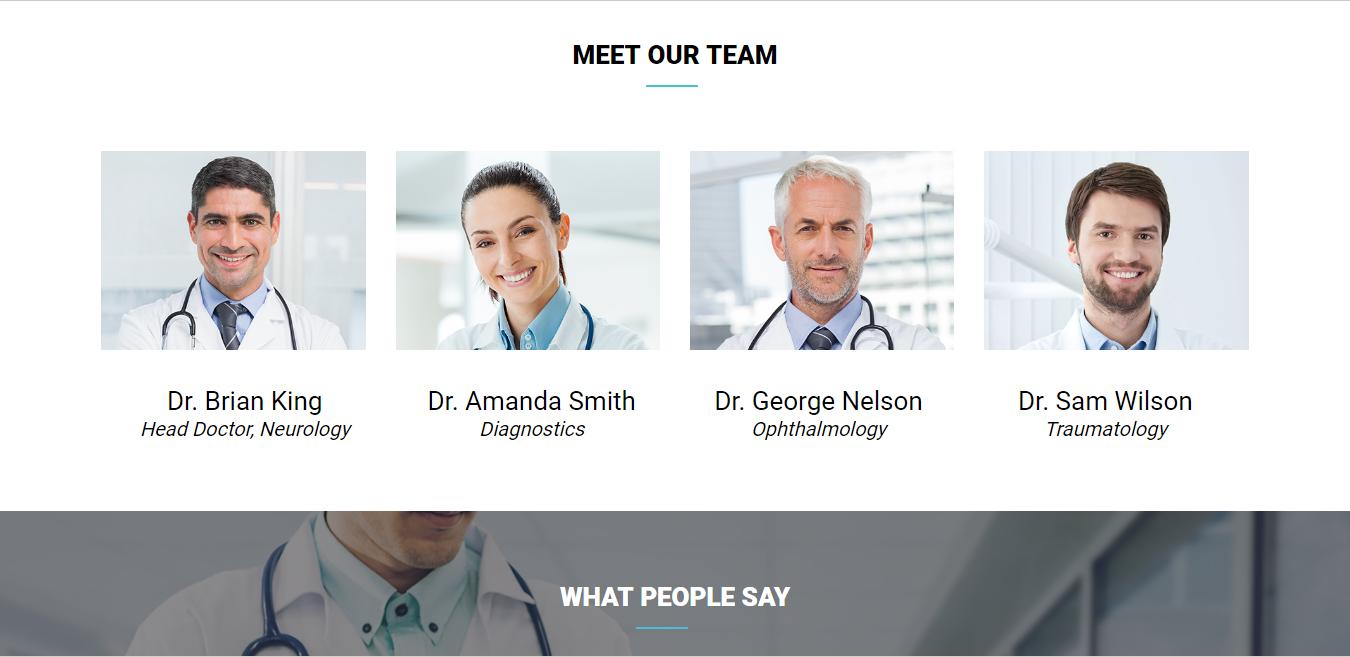 MEET OUR TEAM
Dr. Brian King
Head Doctor, Neurology
Dr. Amanda Smith
Diagnostics
Dr. George Nelson
Ophthalmology
Dr. Sam Wilson
Traumatology
WHAT PEOPLE SAY